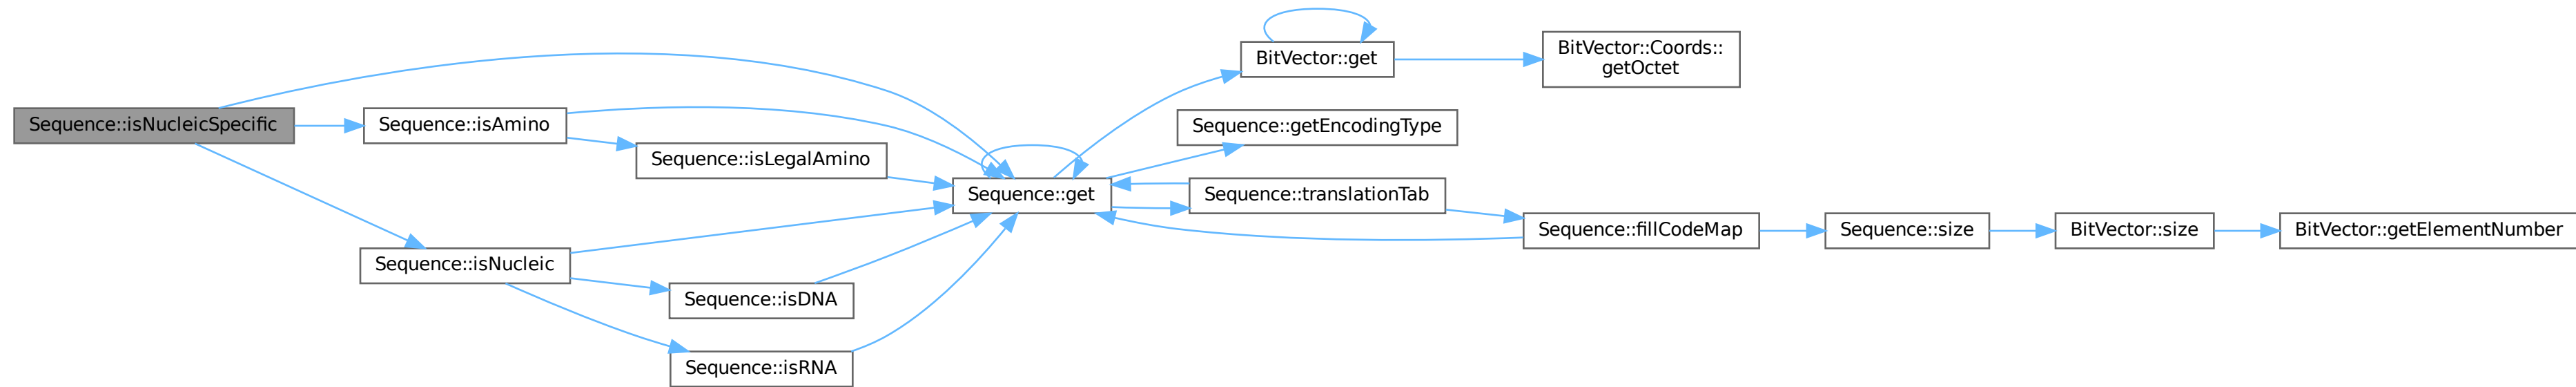 Sequence::isNucleicSpecific
Sequence::isAmino
Sequence::isNucleic
Sequence::isLegalAmino
Sequence::isDNA
Sequence::isRNA
Sequence::get
BitVector::get
Sequence::getEncodingType
Sequence::translationTab
BitVector::Coords::
getOctet
Sequence::fillCodeMap
Sequence::size
BitVector::size
BitVector::getElementNumber